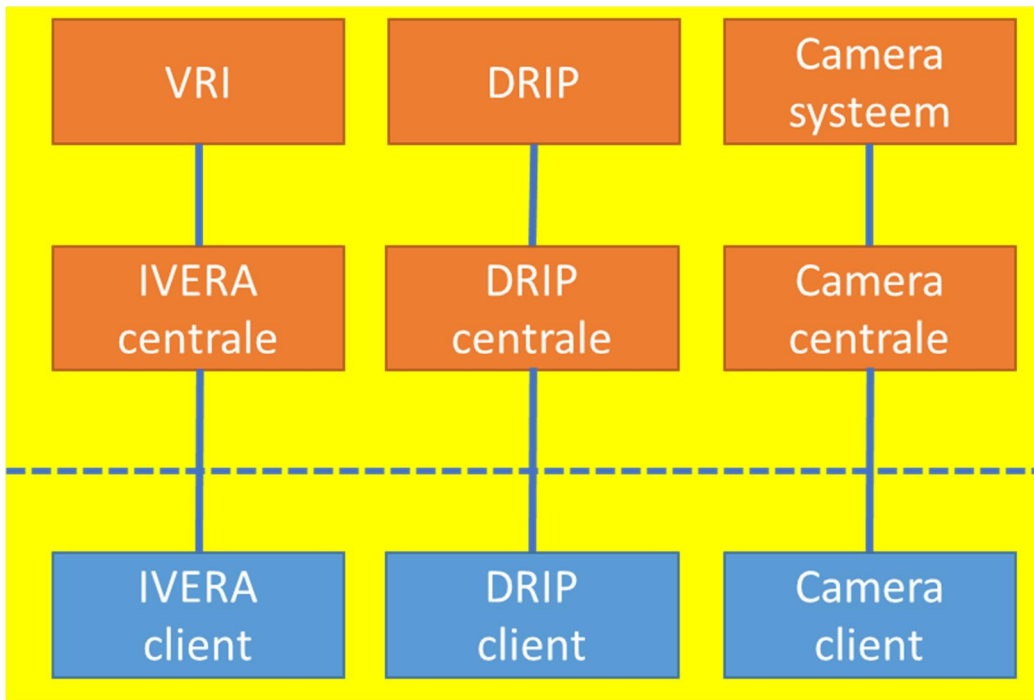 VRI
DRIP
Camera
systeem
IVERA
centrale
DRIP
centrale
Camera
centrale
IVERA
client
DRIP
client
Camera
client